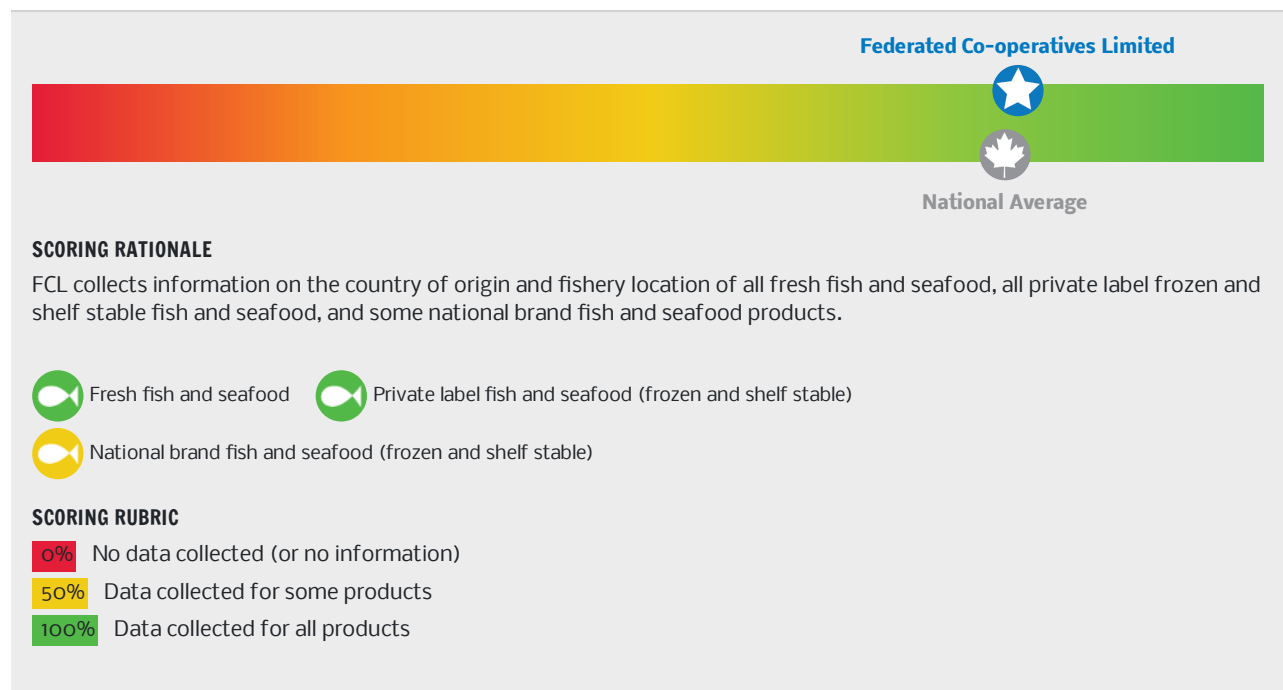 Federated Co-operatives Limited
National Average
SCORING RATIONALE
FCL collects information on the country of origin and fishery location of all fresh fish and seafood, all private label frozen and
shelf stable fish and seafood, and some national brand fish and seafood products.
Fresh fish and seafood Private label fish and seafood (frozen and shelf stable)
National brand fish and seafood (frozen and shelf stable)
SCORING RUBRIC
0% No data collected (or no information)
50% Data collected for some products
100% Data collected for all products